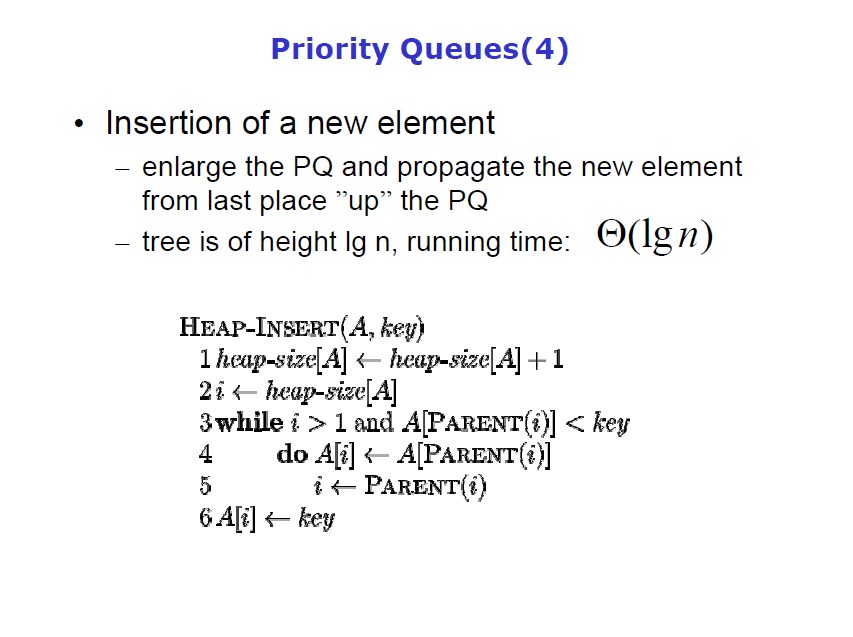 Priority Queues(4)
• Insertion of a new element
– enlarge the PQ and propagate the new element
from last place ”up” the PQ
– tree is of height lg n, running time: Θ(lg n)
HEAP-INSERT(A, key)
1 heap-size[A] ← heap-size[A] + 1
2 i ← heap-size[A]
3 while i > 1 and A[PARENT(i)] < key
4 do A[i] ← A[PARENT(i)]
5 i ← PARENT(i)
6 A[i] ← key